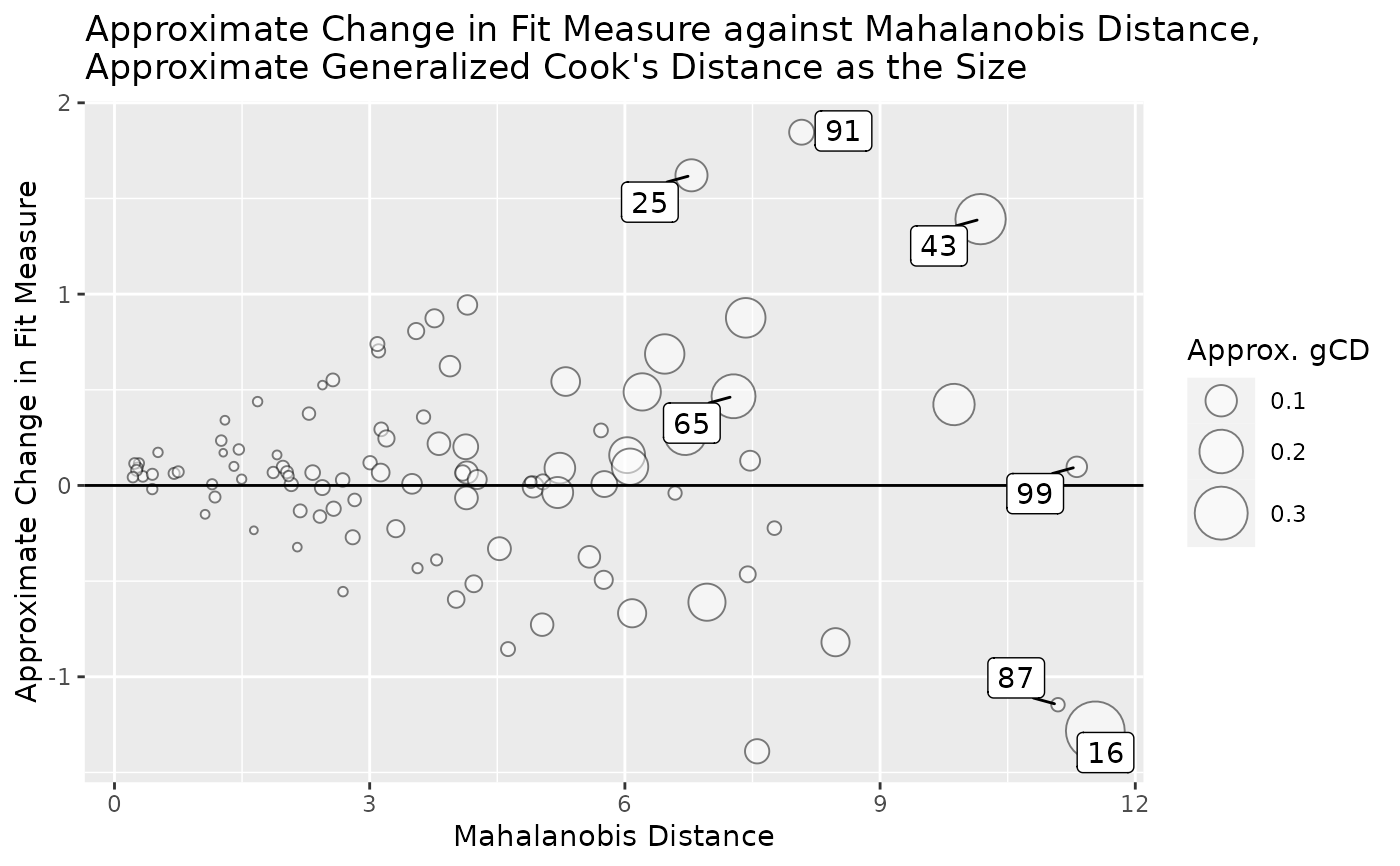 Approximate Change in Fit Measure against Mahalanobis Distance,
Approximate Generalized Cook's Distance as the Size
Approximate Change in Fit Measure
2
1
0
-1
91
25
43
65
99
87
16
0 3 6 9 12
Mahalanobis Distance
Approx. gCD
0.1
0.2
0.3